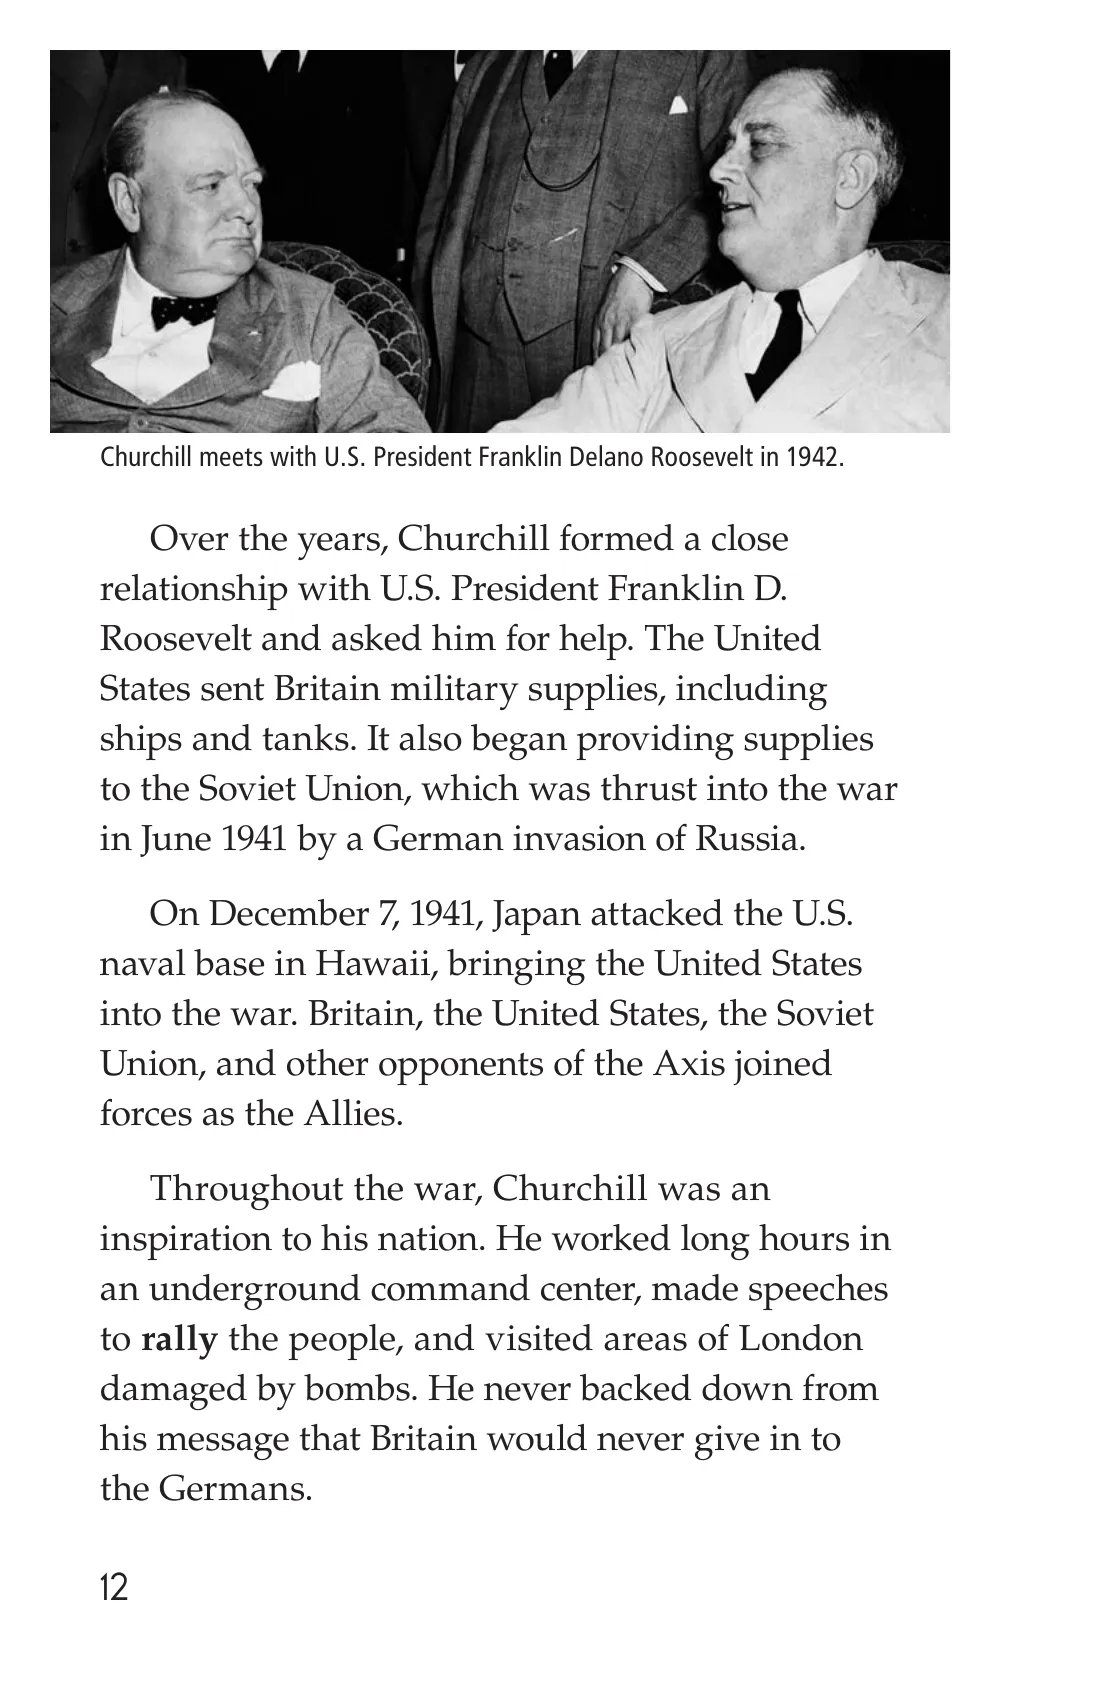 Churchill meets with U.S. President Franklin Delano Roosevelt in 1942.
Over the years, Churchill formed a close
relationship with U.S. President Franklin D.
Roosevelt and asked him for help. The United
States sent Britain military supplies, including
ships and tanks. It also began providing supplies
to the Soviet Union, which was thrust into the war
in June 1941 by a German invasion of Russia.
On December 7, 1941, Japan attacked the U.S.
naval base in Hawaii, bringing the United States
into the war. Britain, the United States, the Soviet
Union, and other opponents of the Axis joined
forces as the Allies.
Throughout the war, Churchill was an
inspiration to his nation. He worked long hours in
an underground command center, made speeches
to rally the people, and visited areas of London
damaged by bombs. He never backed down from
his message that Britain would never give in to
the Germans.
12